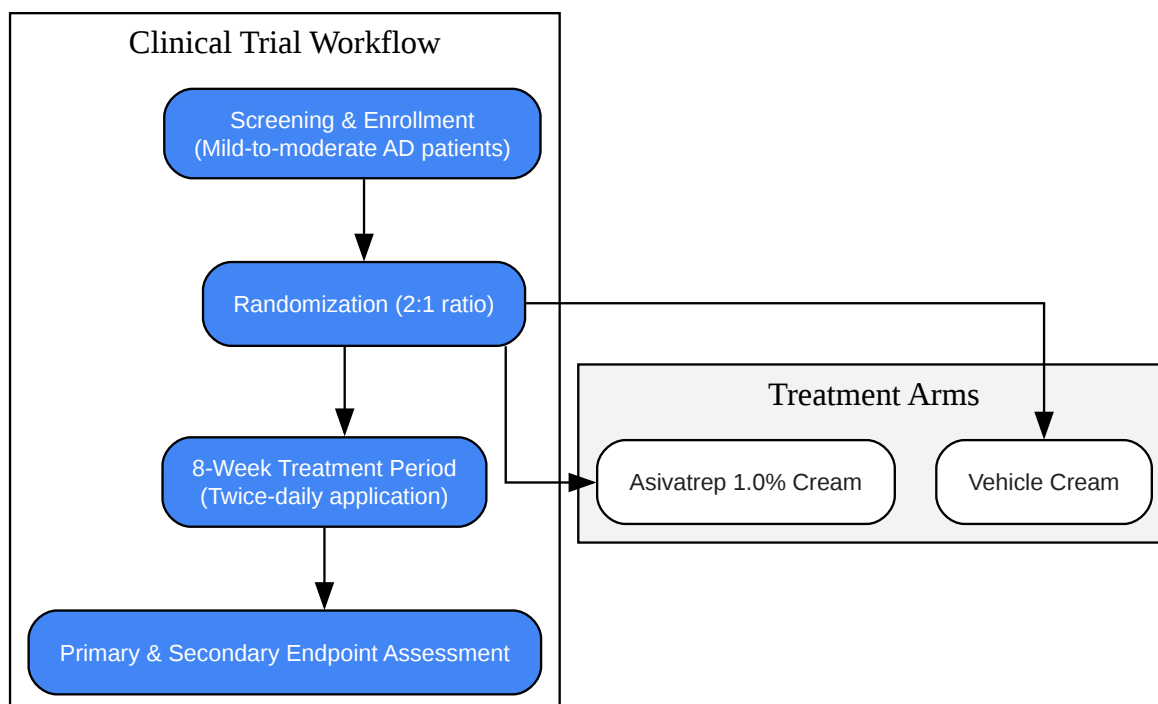 Clinical Trial Workflow
Screening & Enrollment
(Mild-to-moderate AD patients)
Randomization (2:1 ratio)
8-Week Treatment Period
(Twice-daily application)
Primary & Secondary Endpoint Assessment
Treatment Arms
Asivatrep 1.0% Cream
Vehicle Cream